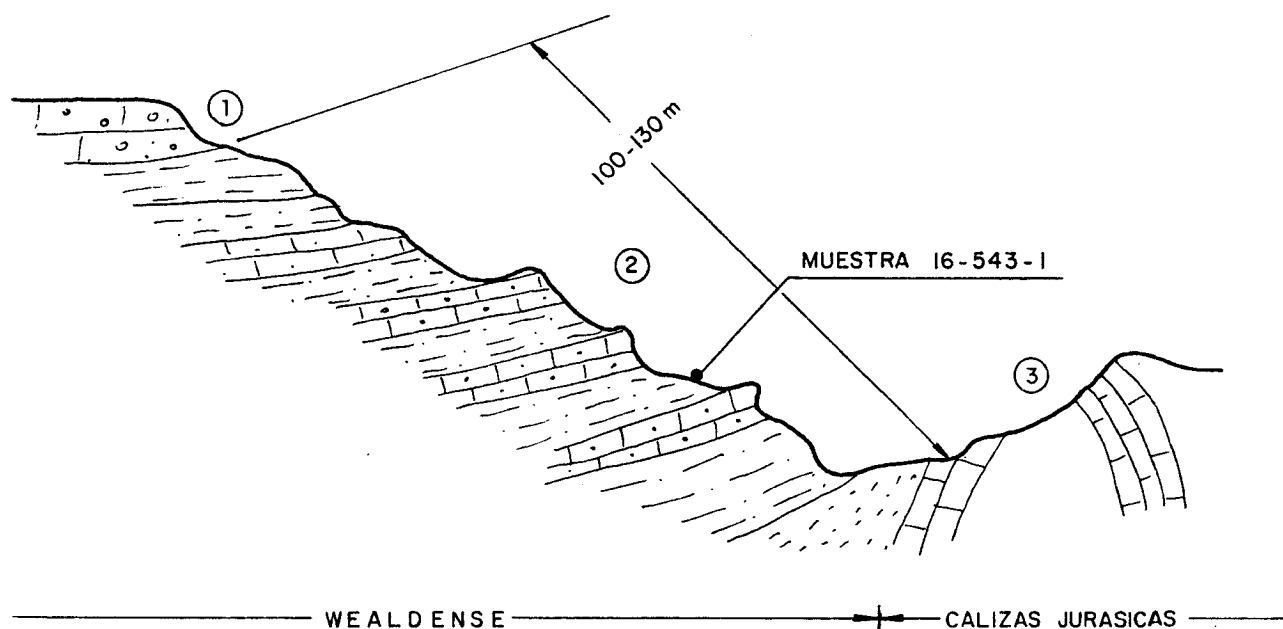 1
100-130 m
2
MUESTRA 16-543-1
3
WEALDENSE
CALIZAS JURASICAS